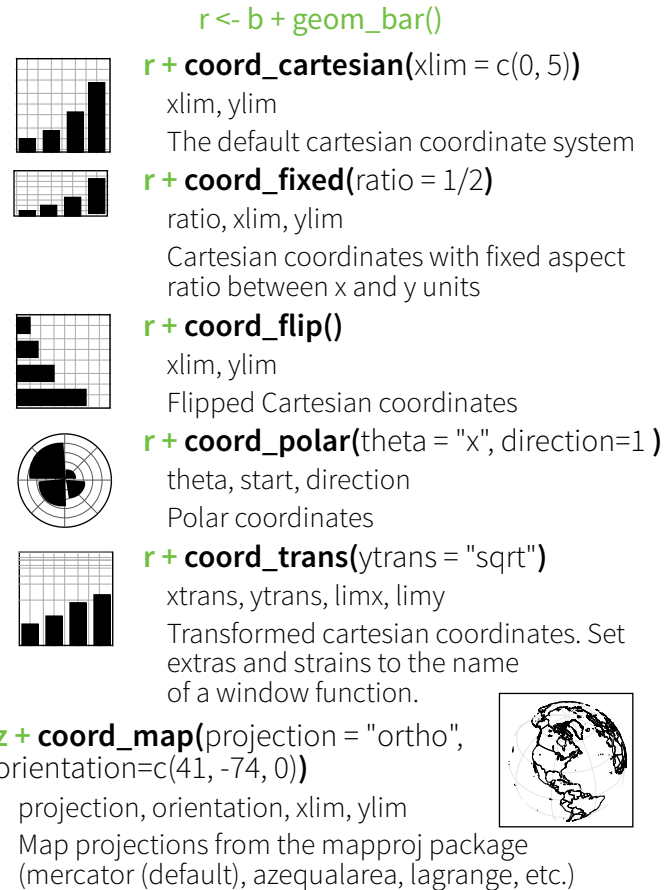 r <- b + geom_bar()
r + coord_cartesian(xlim = c(0, 5))
xlim, ylim
The default cartesian coordinate system
r + coord_fixed(ratio = 1/2)
ratio, xlim, ylim
Cartesian coordinates with fixed aspect
ratio between x and y units
r + coord_flip()
xlim, ylim
Flipped Cartesian coordinates
r + coord_polar(theta = "x", direction=1 )
theta, start, direction
Polar coordinates
r + coord_trans(ytrans = "sqrt")
xtrans, ytrans, limx, limy
Transformed cartesian coordinates. Set
extras and strains to the name
of a window function.
z + coord_map(projection = "ortho",
orientation=c(41, -74, 0))
projection, orientation, xlim, ylim
Map projections from the mapproj package
(mercator (default), azequalarea, lagrange, etc.)